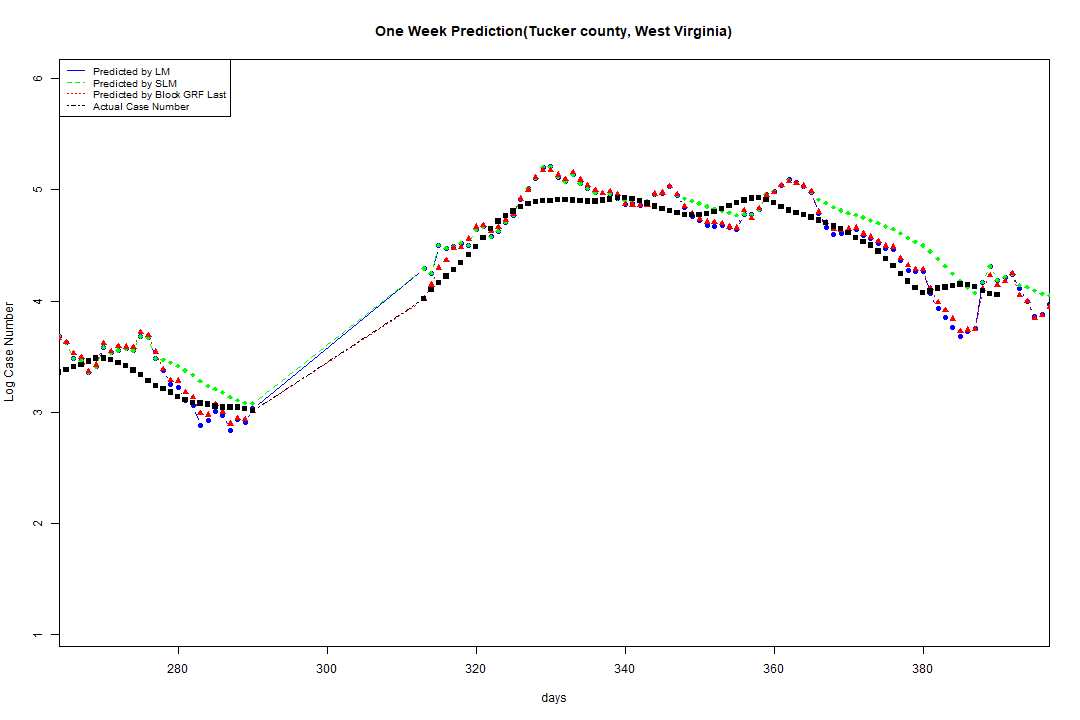 One Week Prediction(Tucker county, West Virginia)
Predicted by LM
Predicted by SLM
Predicted by Block GRF Last
Actual Case Number
6
5
4
3
2
1
Log Case Number
280 300 320 340 360 380
days